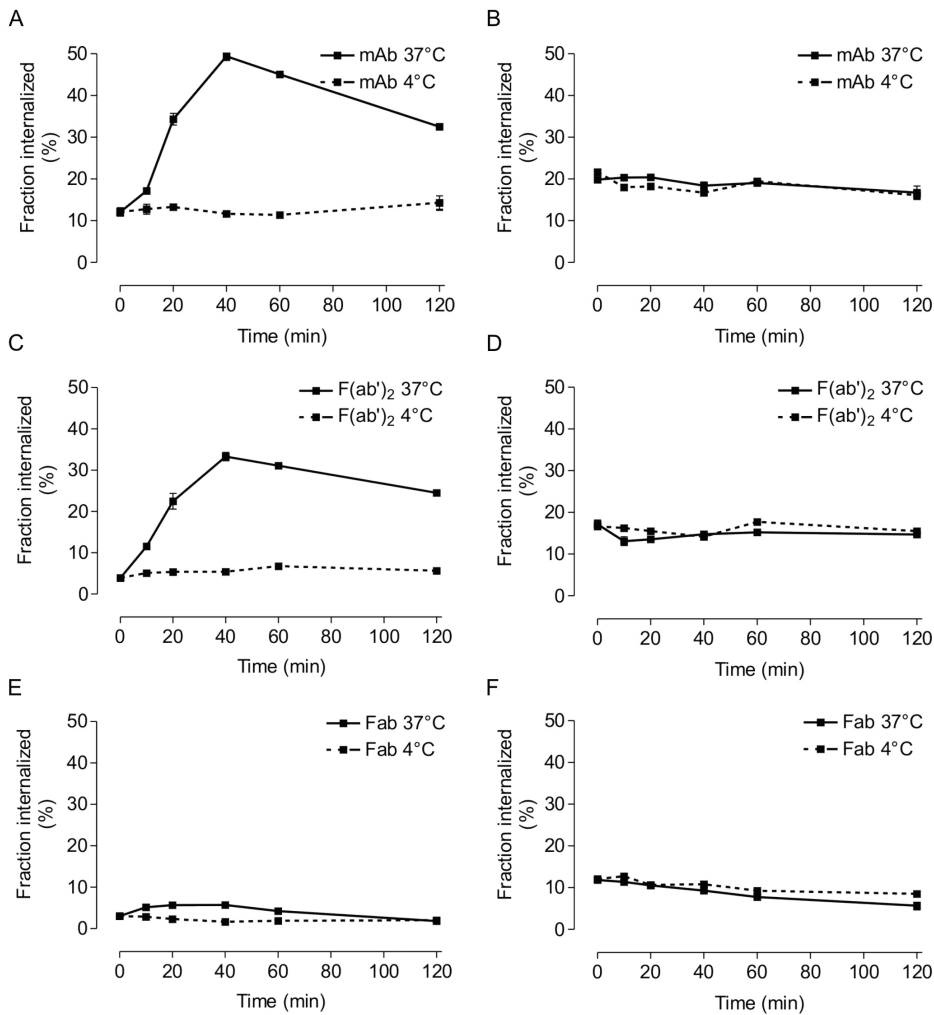 A
50
40
30
20
10
0
Fraction internalized
(%)
mAb 37°C
mAb 4°C
0 20 40 60 80 100 120
Time (min)
B
50
40
30
20
10
0
Fraction internalized
(%)
mAb 37°C
mAb 4°C
0 20 40 60 80 100 120
Time (min)
C
50
40
30
20
10
0
Fraction internalized
(%)
F(ab')2 37°C
F(ab')2 4°C
0 20 40 60 80 100 120
Time (min)
D
50
40
30
20
10
0
Fraction internalized
(%)
F(ab')2 37°C
F(ab')2 4°C
0 20 40 60 80 100 120
Time (min)
E
50
40
30
20
10
0
Fraction internalized
(%)
Fab 37°C
Fab 4°C
0 20 40 60 80 100 120
Time (min)
F
50
40
30
20
10
0
Fraction internalized
(%)
Fab 37°C
Fab 4°C
0 20 40 60 80 100 120
Time (min)